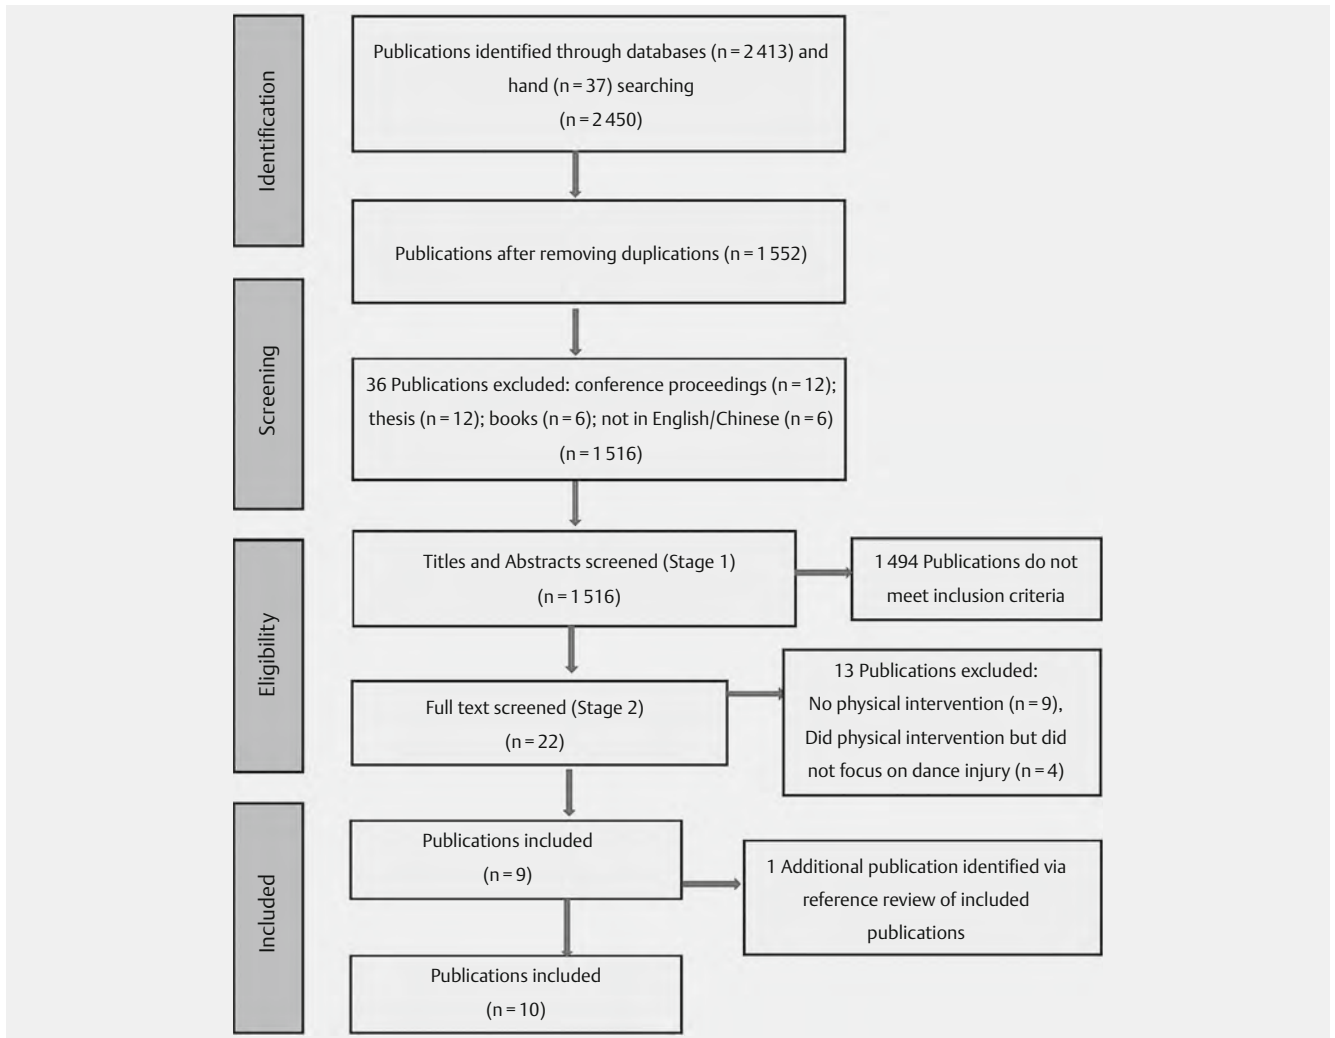 Identification
Publications identified through databases (n = 2 413) and
hand (n = 37) searching
(n = 2 450)
Publications after removing duplications (n = 1 552)
Screening
36 Publications excluded: conference proceedings (n = 12);
thesis (n = 12); books (n = 6); not in English/Chinese (n = 6)
(n = 1 516)
Eligibility
Titles and Abstracts screened (Stage 1)
(n = 1 516)
1 494 Publications do not
meet inclusion criteria
Full text screened (Stage 2)
(n = 22)
13 Publications excluded:
No physical intervention (n = 9),
Did physical intervention but did
not focus on dance injury (n = 4)
Included
Publications included
(n = 9)
1 Additional publication identified via
reference review of included
publications
Publications included
(n = 10)